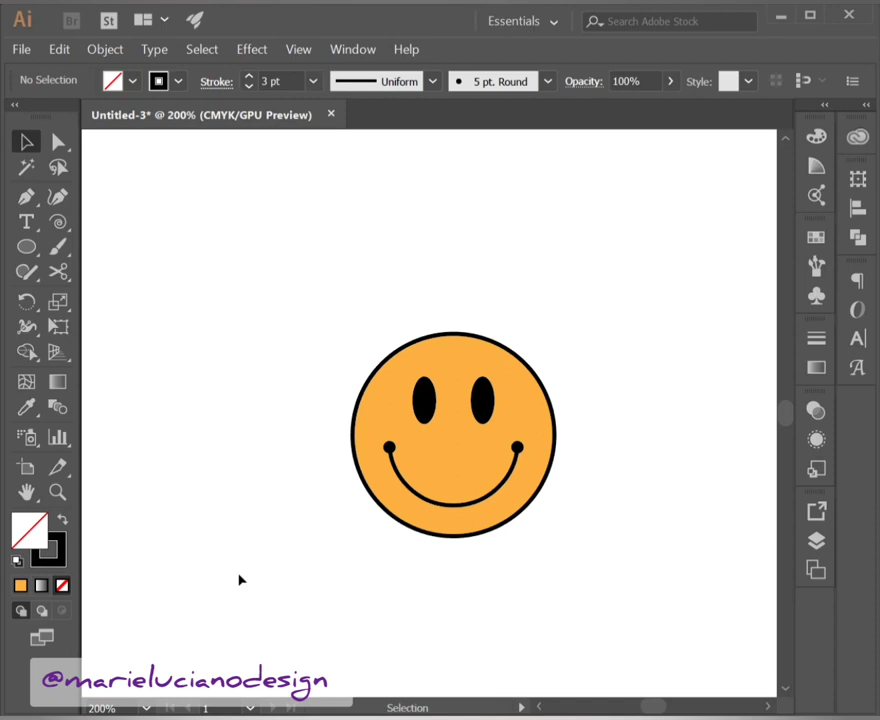 Ai Br St Essentials Search Adobe Stock
File Edit Object Type Select Effect View Window Help
No Selection Stroke: 3 pt Uniform 5 pt. Round Opacity: 100% Style:
Untitled-3* @ 200% (CMYK/GPU Preview)
@marielucianodesign
200% 1 Selection